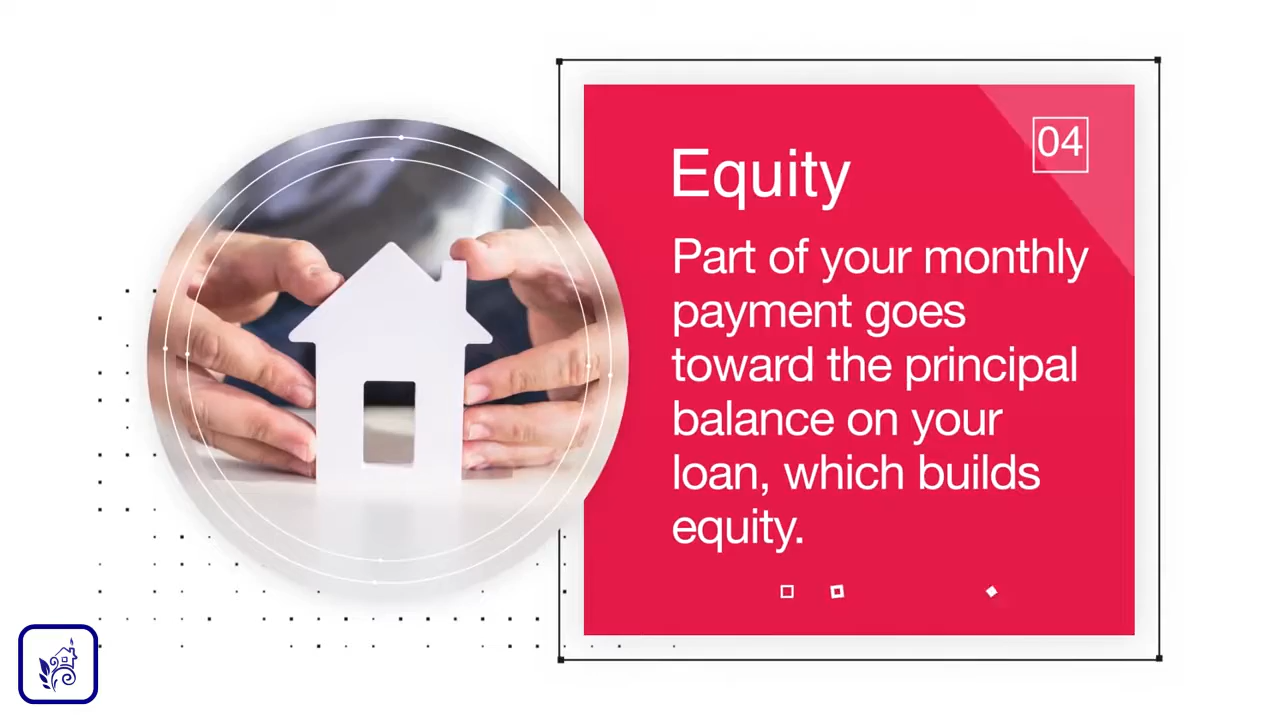 04
Equity
Part of your monthly
payment goes
toward the principal
balance on your
loan, which builds
equity.